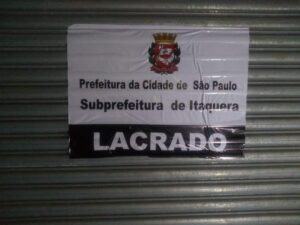 Prefeitura da Cidade de São Paulo
Subprefeitura de Itaquera
LACRADO